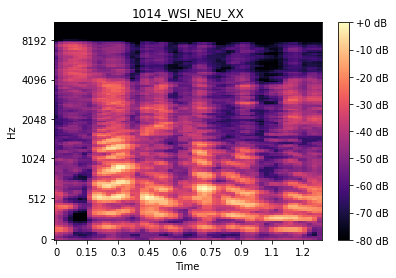 1014_WSI_NEU_XX
+0 dB
8192
-10 dB
4096
-20 dB
-30 dB
2048
Hz
-40 dB
1024
-50 dB
512
-60 dB
-70 dB
0
-80 dB
0 0.15 0.3 0.45 0.6 0.75 0.9 1.1 1.2
Time